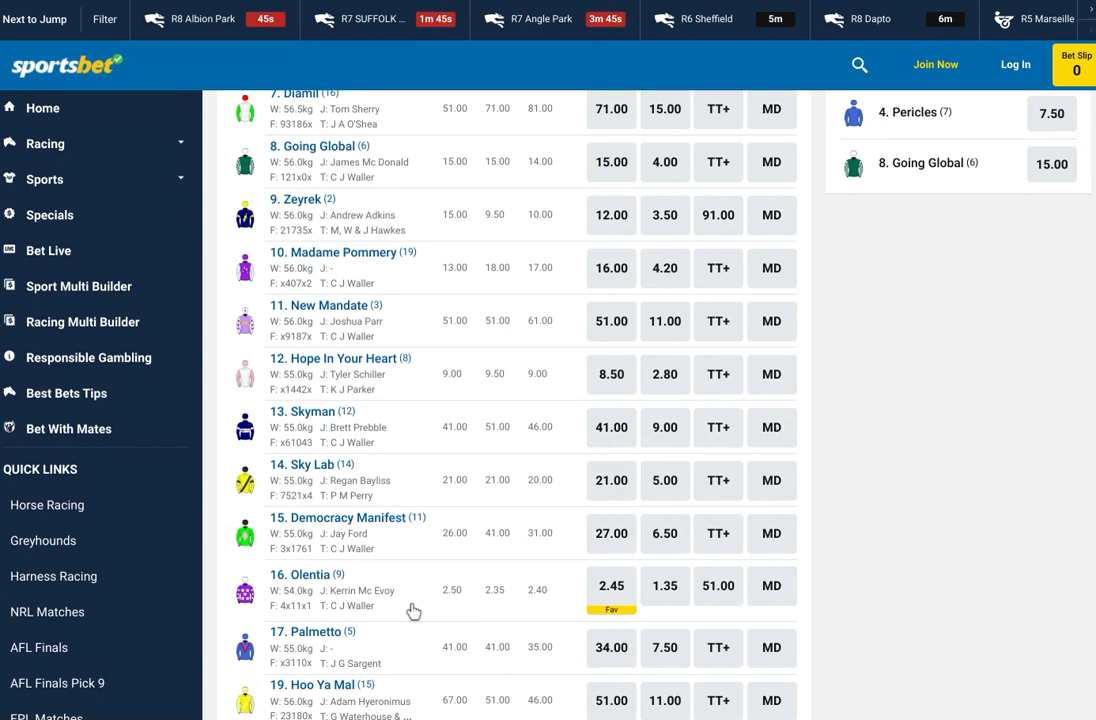 Next to Jump Filter R8 Albion Park 45s R7 SUFFOLK ... 1m 45s R7 Angle Park 3m 45s R6 Sheffield 5m R8 Dapto 6m R5 Marseille
sportsbet Join Now Log In Bet Slip 0
Home
Racing
Sports
Specials
Bet Live
Sport Multi Builder
Racing Multi Builder
Responsible Gambling
Best Bets Tips
Bet With Mates
QUICK LINKS
Horse Racing
Greyhounds
Harness Racing
NRL Matches
AFL Finals
AFL Finals Pick 9
EPL Matches
7. Diamil (16)
W: 56.5kg J: Tom Sherry 51.00 71.00 81.00 71.00 15.00 TT+ MD
F: 93186x T: J A O'Shea
8. Going Global (6)
W: 56.0kg J: James Mc Donald 15.00 15.00 14.00 15.00 4.00 TT+ MD
F: 121x0x T: C J Waller
9. Zeyrek (2)
W: 56.0kg J: Andrew Adkins 15.00 9.50 10.00 12.00 3.50 91.00 MD
F: 21735x T: M, W & J Hawkes
10. Madame Pommery (19)
W: 56.0kg J: - 13.00 18.00 17.00 16.00 4.20 TT+ MD
F: x407x2 T: C J Waller
11. New Mandate (3)
W: 56.0kg J: Joshua Parr 51.00 51.00 61.00 51.00 11.00 TT+ MD
F: x9187x T: C J Waller
12. Hope In Your Heart (8)
W: 55.0kg J: Tyler Schiller 9.00 9.50 9.00 8.50 2.80 TT+ MD
F: x1442x T: K J Parker
13. Skyman (12)
W: 55.0kg J: Brett Prebble 41.00 51.00 46.00 41.00 9.00 TT+ MD
F: x61043 T: C J Waller
14. Sky Lab (14)
W: 55.0kg J: Regan Bayliss 21.00 21.00 20.00 21.00 5.00 TT+ MD
F: 7521x4 T: P M Perry
15. Democracy Manifest (11)
W: 55.0kg J: Jay Ford 26.00 41.00 31.00 27.00 6.50 TT+ MD
F: 3x1761 T: C J Waller
16. Olentia (9)
W: 54.0kg J: Kerrin Mc Evoy 2.50 2.35 2.40 2.45 1.35 51.00 MD
F: 4x11x1 T: C J Waller Fav
17. Palmetto (5)
W: 55.0kg J: - 41.00 41.00 35.00 34.00 7.50 TT+ MD
F: x3110x T: J G Sargent
19. Hoo Ya Mal (15)
W: 56.0kg J: Adam Hyeronimus 67.00 51.00 46.00 51.00 11.00 TT+ MD
F: 23180x T: G Waterhouse & ...
4. Pericles (7) 7.50
8. Going Global (6) 15.00